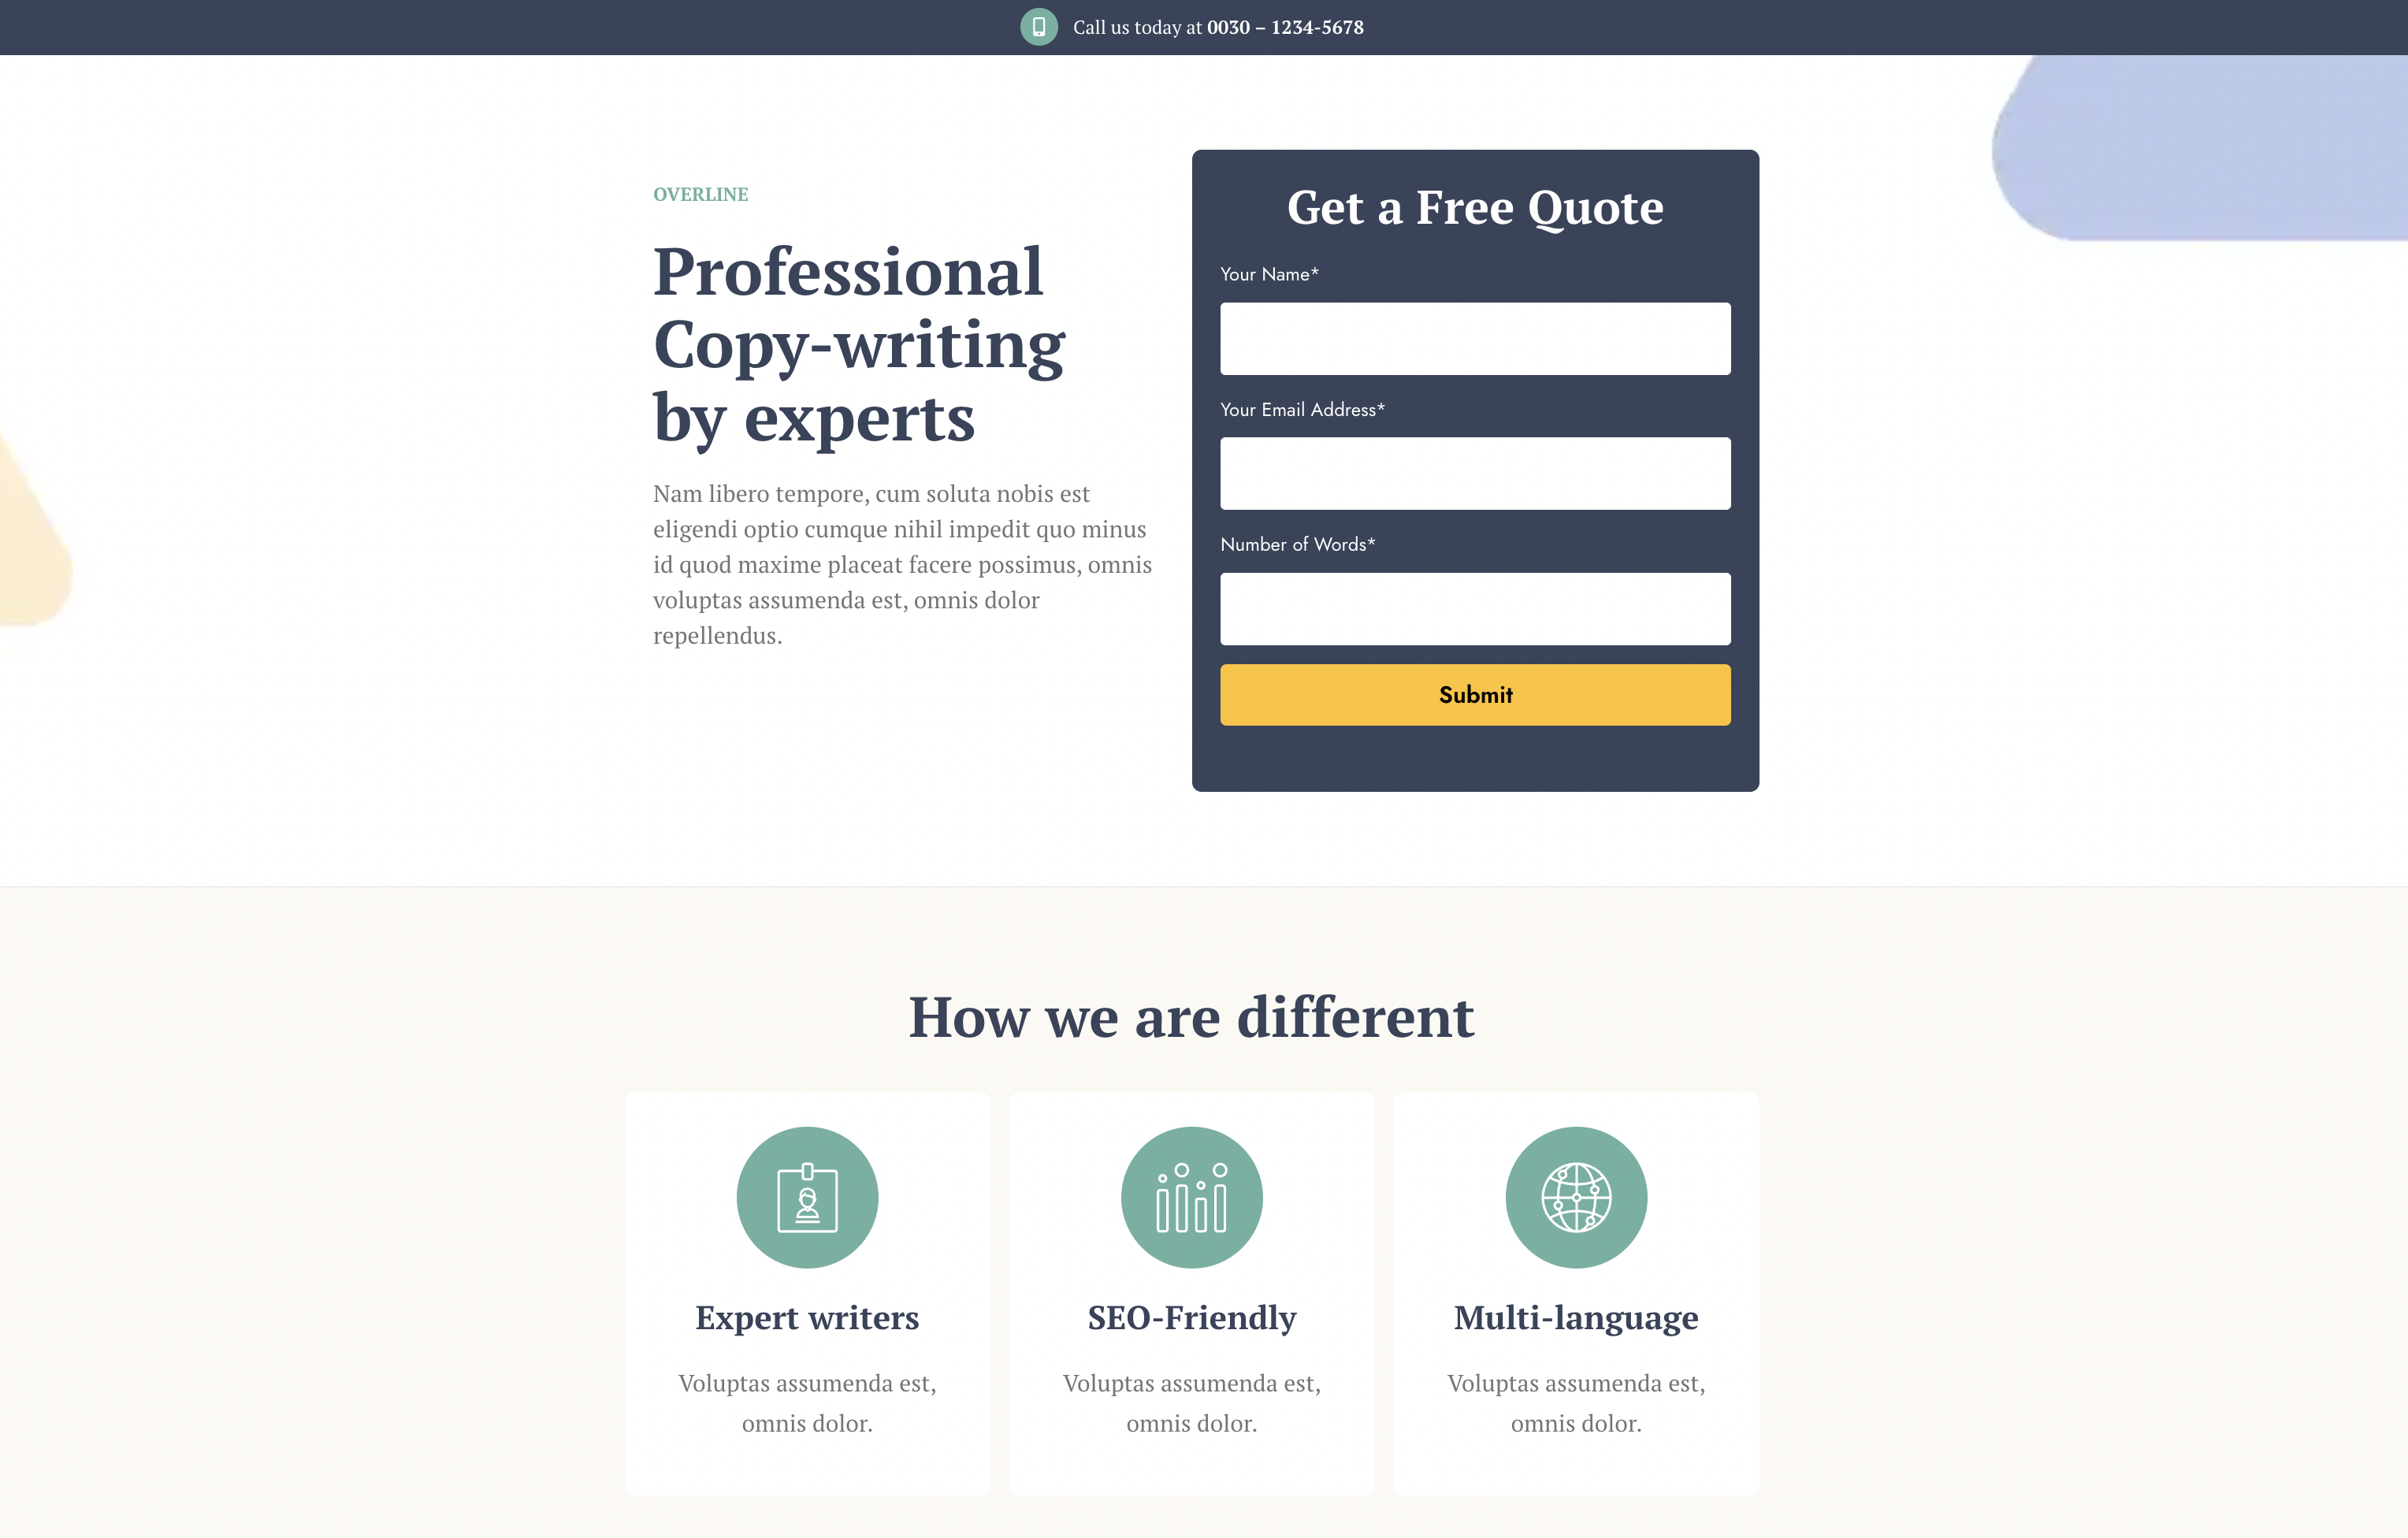 Call us today at 0030 – 1234-5678
OVERLINE
Professional
Copy-writing
by experts
Nam libero tempore, cum soluta nobis est
eligendi optio cumque nihil impedit quo minus
id quod maxime placeat facere possimus, omnis
voluptas assumenda est, omnis dolor
repellendus.
Get a Free Quote
Your Name*
Your Email Address*
Number of Words*
Submit
How we are different
Expert writers
Voluptas assumenda est,
omnis dolor.
SEO-Friendly
Voluptas assumenda est,
omnis dolor.
Multi-language
Voluptas assumenda est,
omnis dolor.